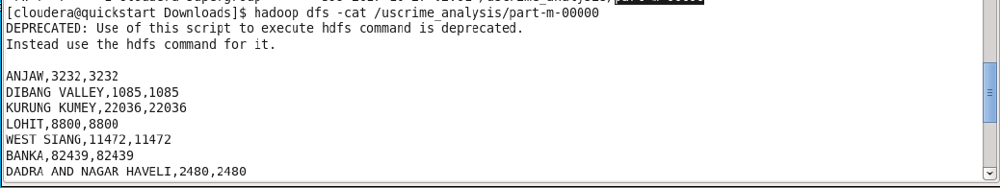 [cloudera@quickstart Downloads]$ hadoop dfs -cat /uscrime_analysis/part-m-00000
DEPRECATED: Use of this script to execute hdfs command is deprecated.
Instead use the hdfs command for it.
ANJAW,3232,3232
DIBANG VALLEY,1085,1085
KURUNG KUMEY,22036,22036
LOHIT,8800,8800
WEST SIANG,11472,11472
BANKA,82439,82439
DADRA AND NAGAR HAVELI,2480,2480